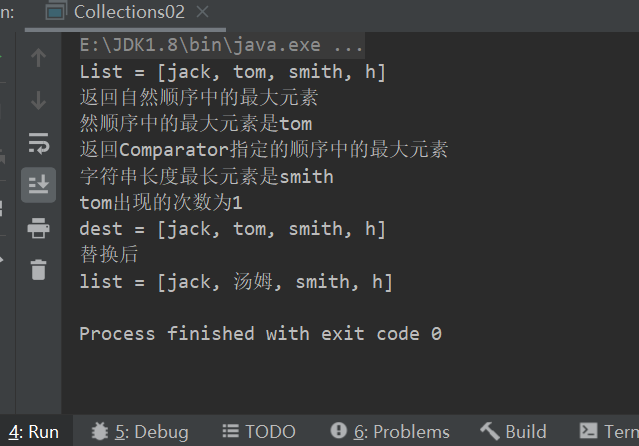 n: Collections02
E:\JDK1.8\bin\java.exe ...
List = [jack, tom, smith, h]
返回自然顺序中的最大元素
然顺序中的最大元素是tom
返回Comparator指定的顺序中的最大元素
字符串长度最长元素是smith
tom出现的次数为1
dest = [jack, tom, smith, h]
替换后
list = [jack, 汤姆, smith, h]
Process finished with exit code 0
4: Run 5: Debug TODO 6: Problems Build Tern